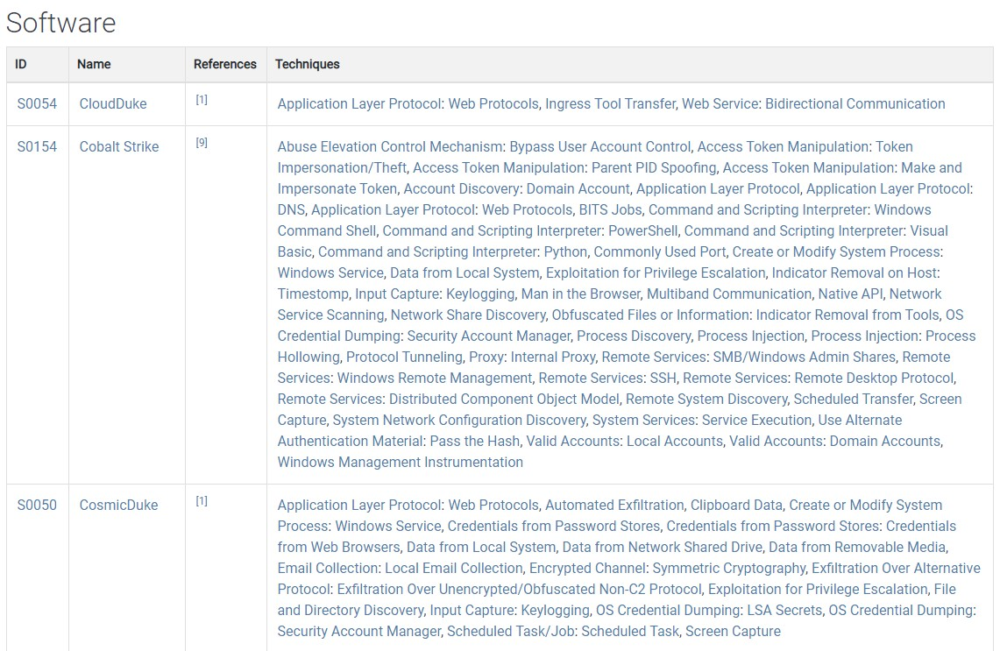 Software
ID Name References Techniques
S0054 CloudDuke [1] Application Layer Protocol: Web Protocols, Ingress Tool Transfer, Web Service: Bidirectional Communication
S0154 Cobalt Strike [9] Abuse Elevation Control Mechanism: Bypass User Account Control, Access Token Manipulation: Token
Impersonation/Theft, Access Token Manipulation: Parent PID Spoofing, Access Token Manipulation: Make and
Impersonate Token, Account Discovery: Domain Account, Application Layer Protocol, Application Layer Protocol:
DNS, Application Layer Protocol: Web Protocols, BITS Jobs, Command and Scripting Interpreter: Windows
Command Shell, Command and Scripting Interpreter: PowerShell, Command and Scripting Interpreter: Visual
Basic, Command and Scripting Interpreter: Python, Commonly Used Port, Create or Modify System Process:
Windows Service, Data from Local System, Exploitation for Privilege Escalation, Indicator Removal on Host:
Timestomp, Input Capture: Keylogging, Man in the Browser, Multiband Communication, Native API, Network
Service Scanning, Network Share Discovery, Obfuscated Files or Information: Indicator Removal from Tools, OS
Credential Dumping: Security Account Manager, Process Discovery, Process Injection, Process Injection: Process
Hollowing, Protocol Tunneling, Proxy: Internal Proxy, Remote Services: SMB/Windows Admin Shares, Remote
Services: Windows Remote Management, Remote Services: SSH, Remote Services: Remote Desktop Protocol,
Remote Services: Distributed Component Object Model, Remote System Discovery, Scheduled Transfer, Screen
Capture, System Network Configuration Discovery, System Services: Service Execution, Use Alternate
Authentication Material: Pass the Hash, Valid Accounts: Local Accounts, Valid Accounts: Domain Accounts,
Windows Management Instrumentation
S0050 CosmicDuke [1] Application Layer Protocol: Web Protocols, Automated Exfiltration, Clipboard Data, Create or Modify System
Process: Windows Service, Credentials from Password Stores, Credentials from Password Stores: Credentials
from Web Browsers, Data from Local System, Data from Network Shared Drive, Data from Removable Media,
Email Collection: Local Email Collection, Encrypted Channel: Symmetric Cryptography, Exfiltration Over Alternative
Protocol: Exfiltration Over Unencrypted/Obfuscated Non-C2 Protocol, Exploitation for Privilege Escalation, File
and Directory Discovery, Input Capture: Keylogging, OS Credential Dumping: LSA Secrets, OS Credential Dumping:
Security Account Manager, Scheduled Task/Job: Scheduled Task, Screen Capture